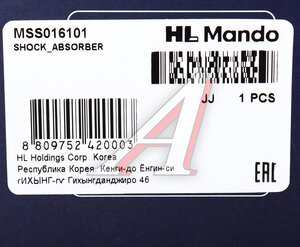 MSS016101
SHOCK_ABSORBER
HL Mando
JJ 1 PCS
8 809752 420003
HL Holdings Corp. Korea
Республика Корея. Кенги-до Ёнгин-си
гИХЫНГ-гу Гихынгданджиро 46
EAC